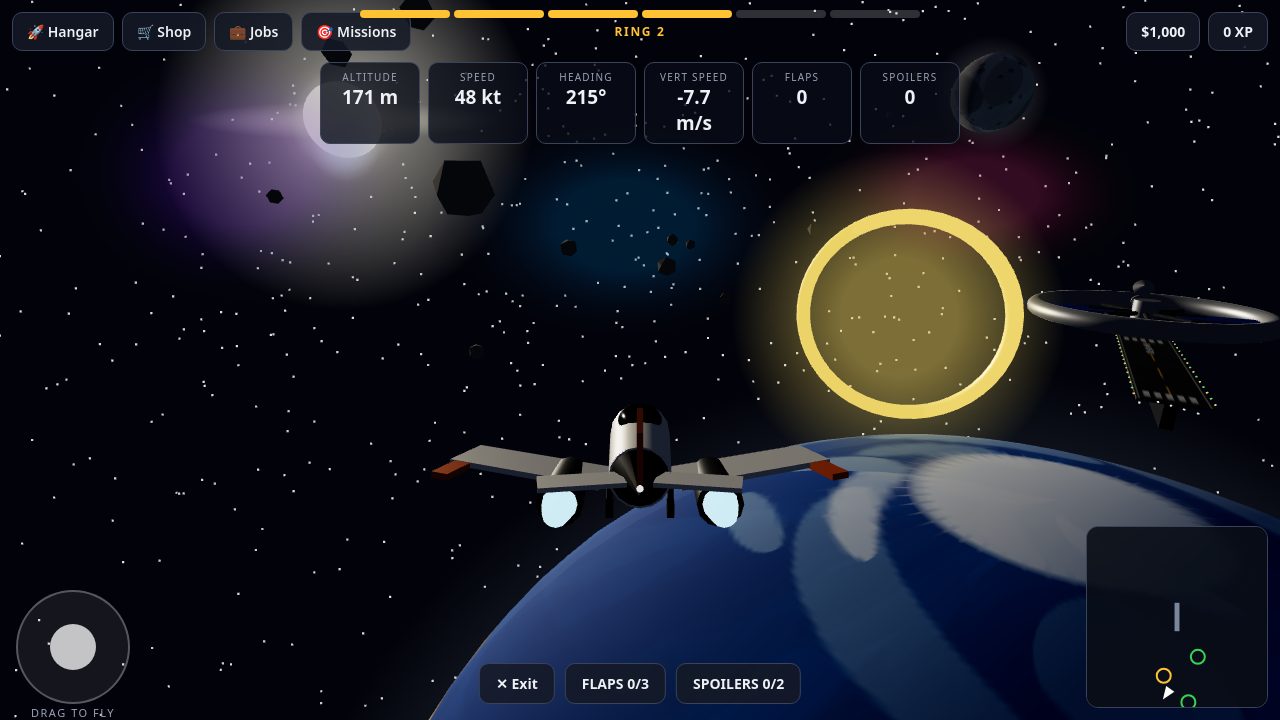 🚀 Hangar
🛒 Shop
💼 Jobs
🎯 Missions
RING 2
$1,000
0 XP
ALTITUDE
171 m
SPEED
48 kt
HEADING
215°
VERT SPEED
-7.7
m/s
FLAPS
0
SPOILERS
0
✕ Exit
FLAPS 0/3
SPOILERS 0/2
DRAG TO FLY